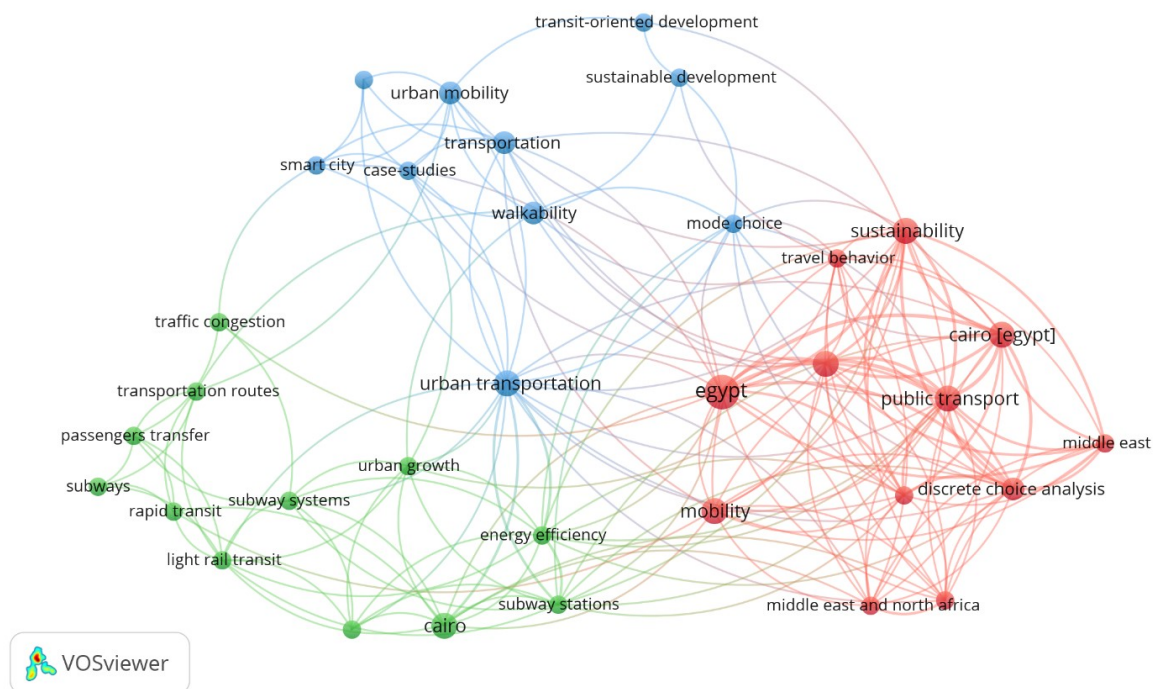 transit-oriented development
sustainable development
urban mobility
transportation
smart city
case-studies
walkability
mode choice
sustainability
travel behavior
traffic congestion
cairo [egypt]
urban transportation
egypt
transportation routes
public transport
passengers transfer
middle east
urban growth
subways
subway systems
discrete choice analysis
rapid transit
mobility
energy efficiency
light rail transit
subway stations
middle east and north africa
cairo
VOSviewer